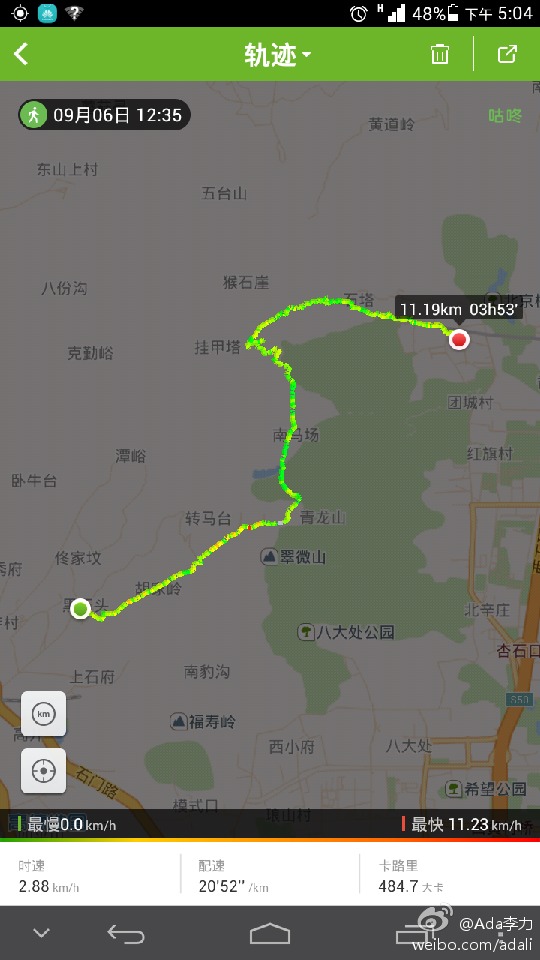 H 48% 下午 5:04
轨迹
09月06日 12:35
咕咚
黄道岭
东山上村
五台山
八份沟
猴石崖
11.19km 03h53'
克勤峪
挂甲塔
团城村
南马场
红旗村
潭峪
卧牛台
转马台
青龙山
翠微山
佟家坟
八大处公园
北辛庄
杏石口
上石府
南豹沟
S50
km
福寿岭
西小府
八大处
石门路
希望公园
模式口
最慢0.0 km/h
最快 11.23 km/h
时速
配速
卡路里
2.88 km/h
20'52'' /km
484.7 大卡
@Ada李力
weibo.com/adali